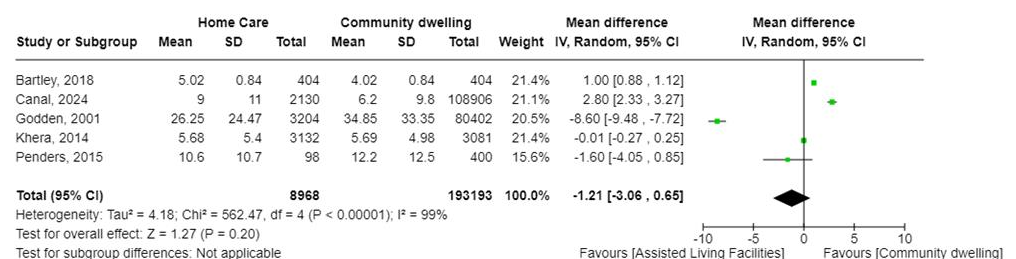 Home Care Community dwelling Mean difference Mean difference
Study or Subgroup Mean SD Total Mean SD Total Weight IV, Random, 95% CI IV, Random, 95% CI
Bartley, 2018 5.02 0.84 404 4.02 0.84 404 21.4% 1.00 [0.88 , 1.12]
Canal, 2024 9 11 2130 6.2 9.8 108906 21.1% 2.80 [2.33 , 3.27]
Godden, 2001 26.25 24.47 3204 34.85 33.35 80402 20.5% -8.60 [-9.48 , -7.72]
Khera, 2014 5.68 5.4 3132 5.69 4.98 3081 21.4% -0.01 [-0.27 , 0.25]
Penders, 2015 10.6 10.7 98 12.2 12.5 400 15.6% -1.60 [-4.05 , 0.85]
Total (95% CI) 8968 193193 100.0% -1.21 [-3.06 , 0.65]
Heterogeneity: Tau² = 4.18; Chi² = 562.47, df = 4 (P < 0.00001); I² = 99%
Test for overall effect: Z = 1.27 (P = 0.20)
-10 -5 0 5 10
Test for subgroup differences: Not applicable Favours [Assisted Living Facilities] Favours [Community dwelling]